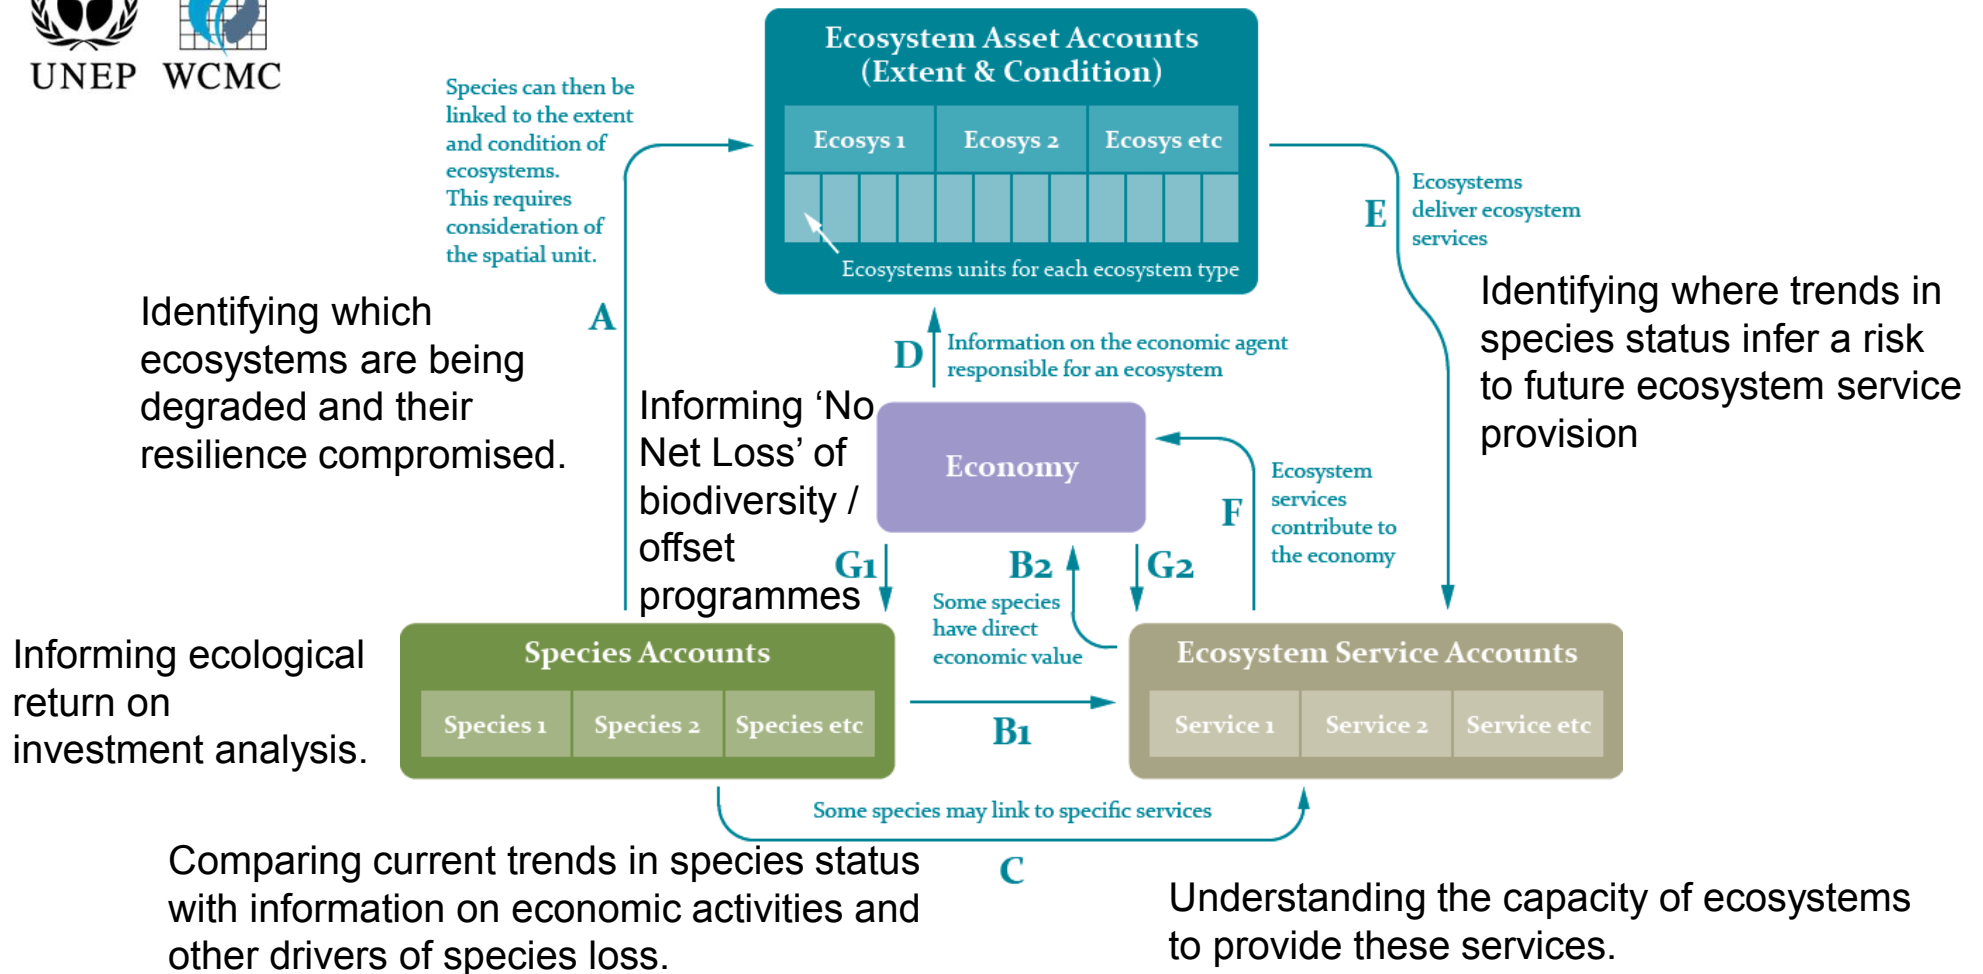 UNEP WCMC
Ecosystem Asset Accounts
(Extent & Condition)
Ecosys 1
Ecosys 2
Ecosys etc
Ecosystems units for each ecosystem type
Species can then be
linked to the extent
and condition of
ecosystems.
This requires
consideration of
the spatial unit.
A
Identifying which
ecosystems are being
degraded and their
resilience compromised.
E
Ecosystems
deliver ecosystem
services
Identifying where trends in
species status infer a risk
to future ecosystem service
provision
D
Information on the economic agent
responsible for an ecosystem
Informing ‘No
Net Loss’ of
biodiversity /
offset
programmes
Economy
F
Ecosystem
services
contribute to
the economy
G1
B2
G2
Some species
have direct
economic value
Informing ecological
return on
investment analysis.
Species Accounts
Species 1
Species 2
Species etc
B1
Ecosystem Service Accounts
Service 1
Service 2
Service etc
Some species may link to specific services
C
Comparing current trends in species status
with information on economic activities and
other drivers of species loss.
Understanding the capacity of ecosystems
to provide these services.